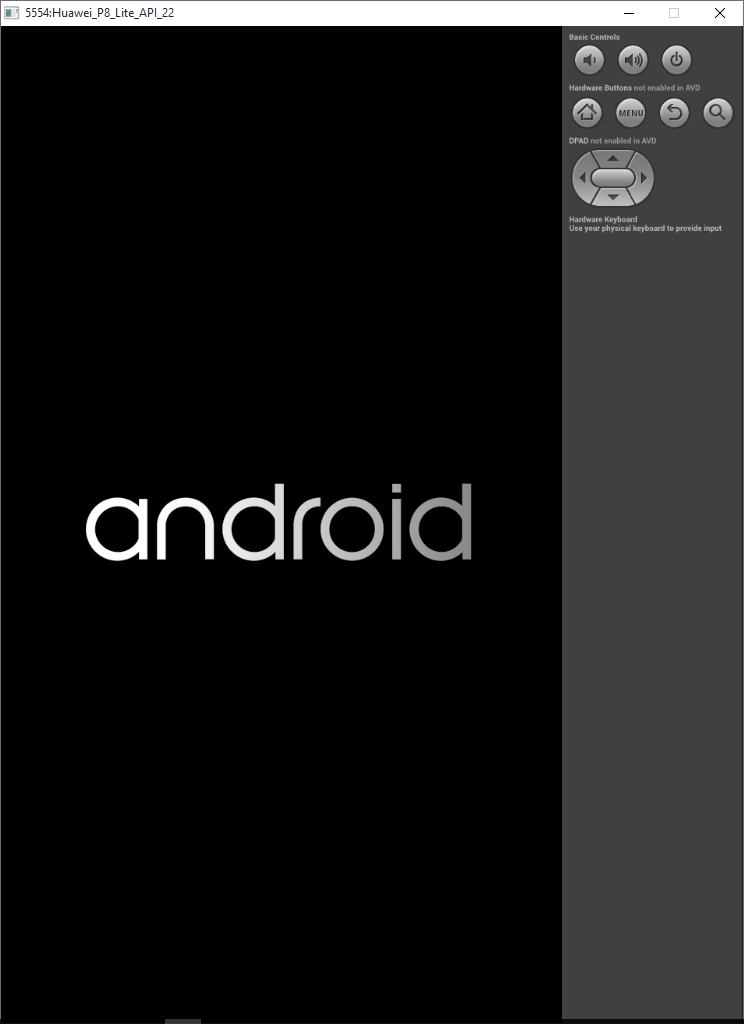 5554:Huawei_P8_Lite_API_22
Basic Controls
Hardware Buttons not enabled in AVD
MENU
DPAD not enabled in AVD
Hardware Keyboard
Use your physical keyboard to provide input
android